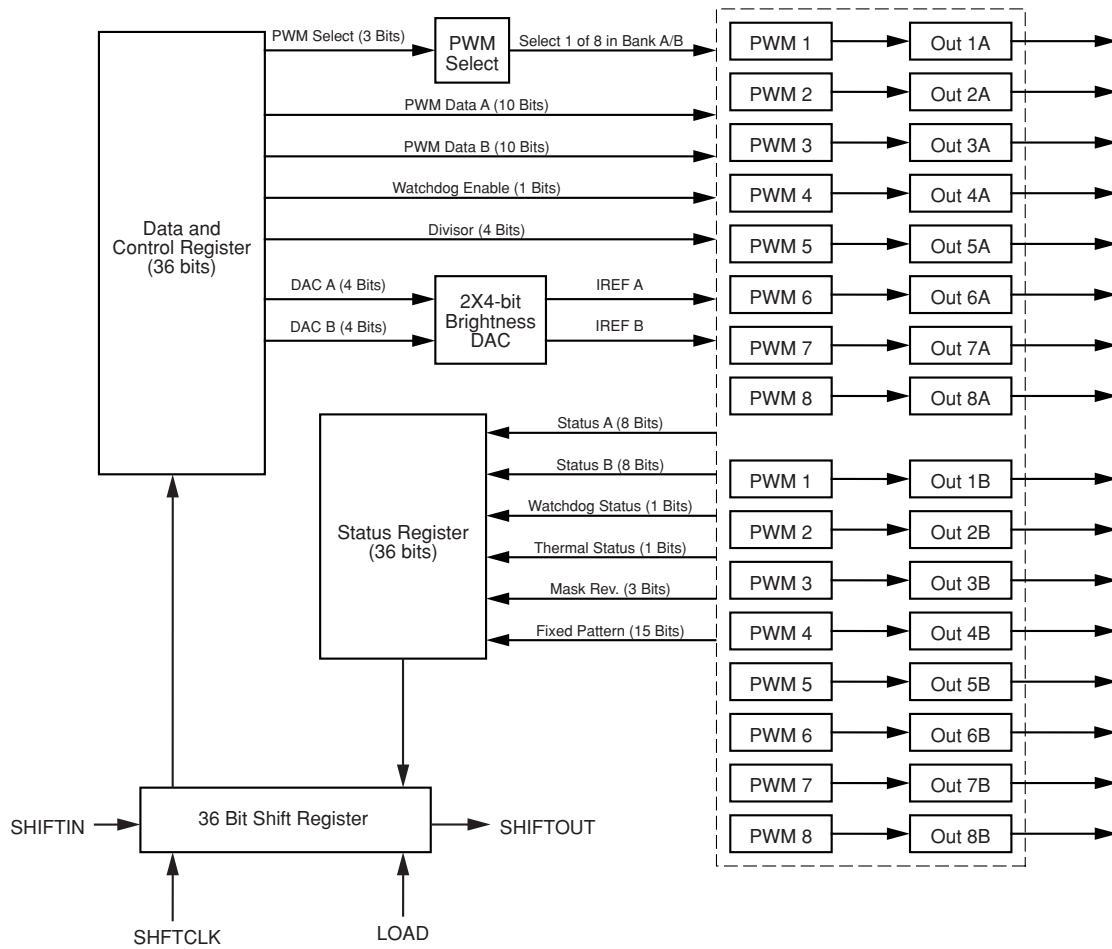 PWM Select (3 Bits)
PWM
Select
Select 1 of 8 in Bank A/B
PWM Data A (10 Bits)
PWM Data B (10 Bits)
Watchdog Enable (1 Bits)
Divisor (4 Bits)
Data and
Control Register
(36 bits)
DAC A (4 Bits)
DAC B (4 Bits)
2X4-bit
Brightness
DAC
IREF A
IREF B
PWM 1
Out 1A
PWM 2
Out 2A
PWM 3
Out 3A
PWM 4
Out 4A
PWM 5
Out 5A
PWM 6
Out 6A
PWM 7
Out 7A
PWM 8
Out 8A
Status A (8 Bits)
Status B (8 Bits)
Watchdog Status (1 Bits)
Thermal Status (1 Bits)
Mask Rev. (3 Bits)
Fixed Pattern (15 Bits)
Status Register
(36 bits)
PWM 1
Out 1B
PWM 2
Out 2B
PWM 3
Out 3B
PWM 4
Out 4B
PWM 5
Out 5B
PWM 6
Out 6B
PWM 7
Out 7B
PWM 8
Out 8B
SHIFTIN
36 Bit Shift Register
SHIFTOUT
SHFTCLK
LOAD